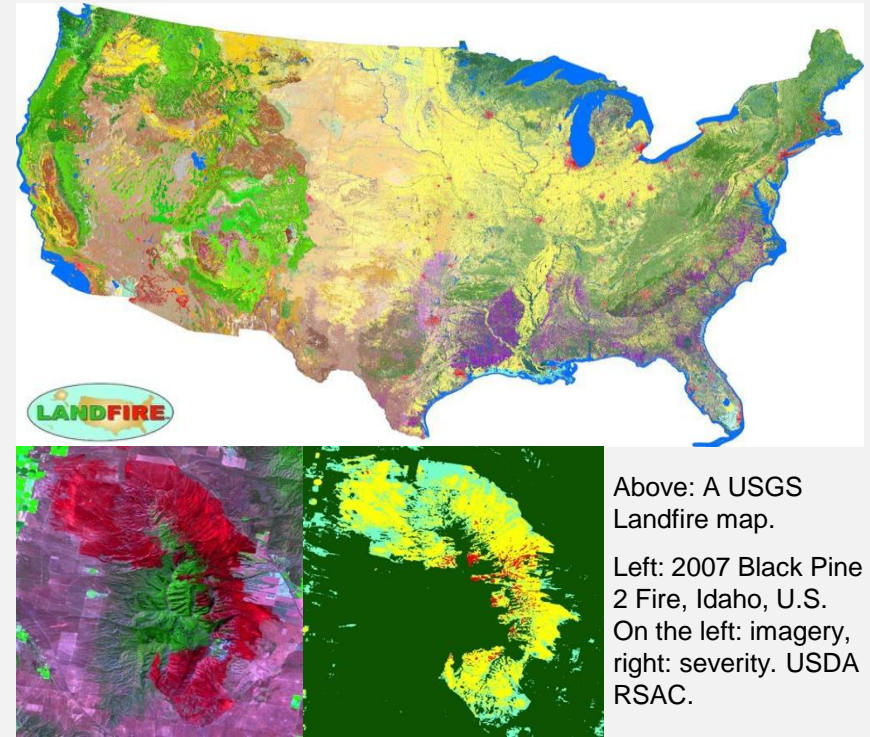 LANDFIRE
Above: A USGS
Landfire map.
Left: 2007 Black Pine
2 Fire, Idaho, U.S.
On the left: imagery,
right: severity. USDA
RSAC.